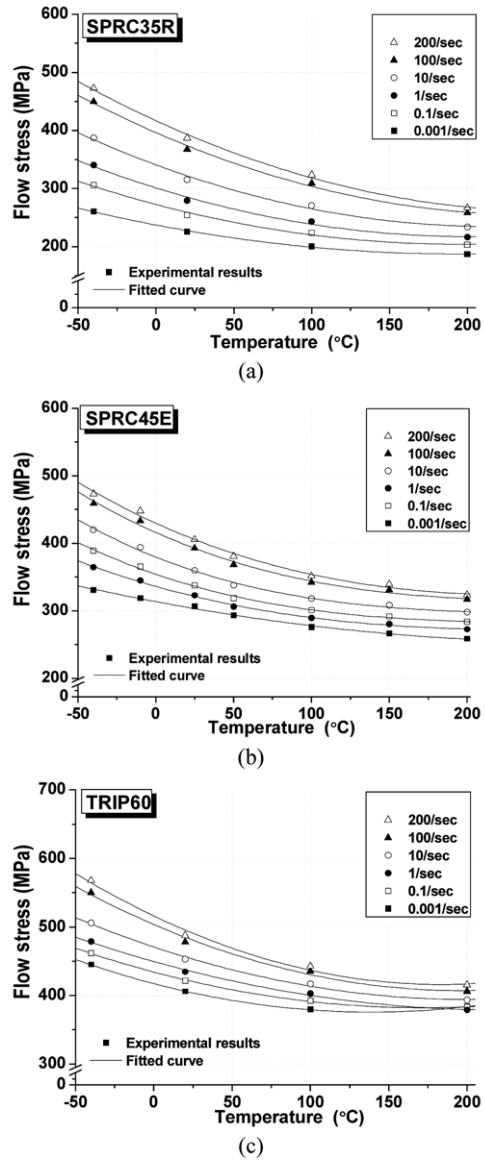 600
SPRC35R
500
400
300
200
0
Flow stress (MPa)
200/sec
100/sec
10/sec
1/sec
0.1/sec
0.001/sec
Experimental results
Fitted curve
-50 0 50 100 150 200
Temperature (°C)
(a)
600
SPRC45E
500
400
300
200
0
Flow stress (MPa)
200/sec
100/sec
10/sec
1/sec
0.1/sec
0.001/sec
Experimental results
Fitted curve
-50 0 50 100 150 200
Temperature (°C)
(b)
700
TRIP60
600
500
400
300
0
Flow stress (MPa)
200/sec
100/sec
10/sec
1/sec
0.1/sec
0.001/sec
Experimental results
Fitted curve
-50 0 50 100 150 200
Temperature (°C)
(c)